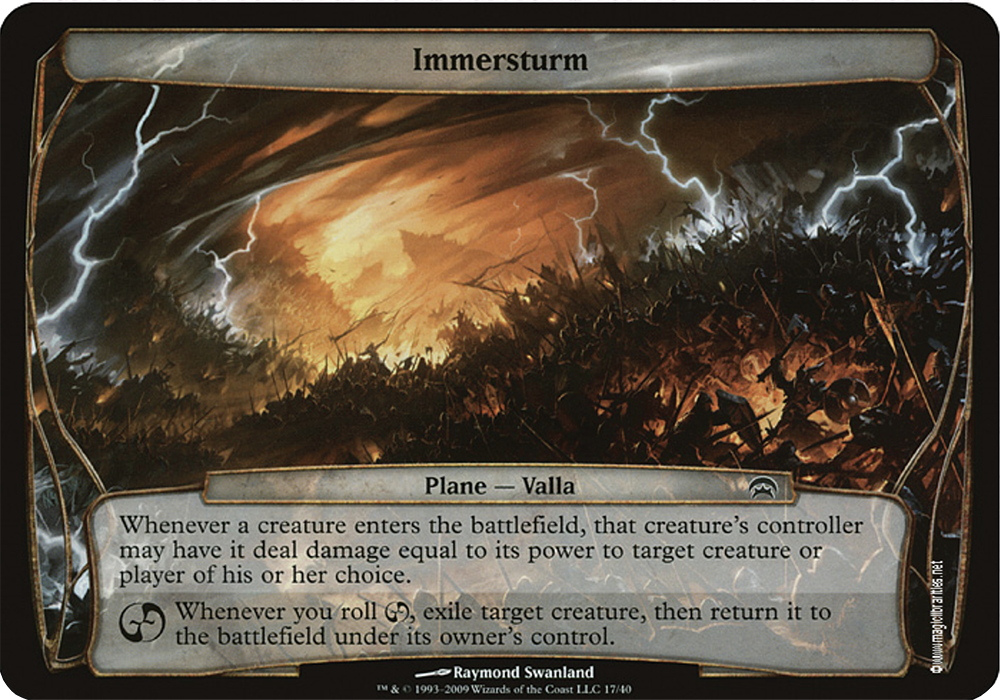 Immersturm
Plane — Valla
Whenever a creature enters the battlefield, that creature's controller
may have it deal damage equal to its power to target creature or
player of his or her choice.
Whenever you roll , exile target creature, then return it to
the battlefield under its owner's control.
Raymond Swanland
™ & © 1993–2009 Wizards of the Coast LLC 17/40
© www.magiclibrarities.net